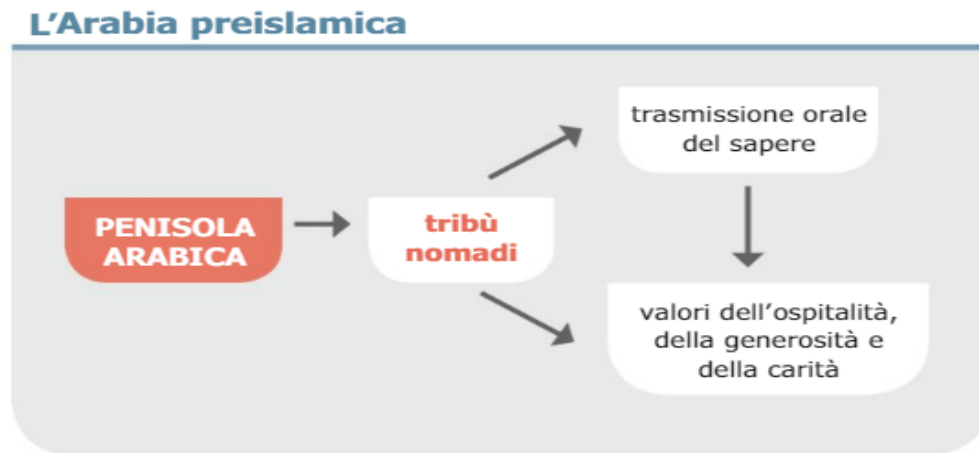 L'Arabia preislamica
PENISOLA
ARABICA
tribù
nomadi
trasmissione orale
del sapere
valori dell'ospitalità,
della generosità e
della carità